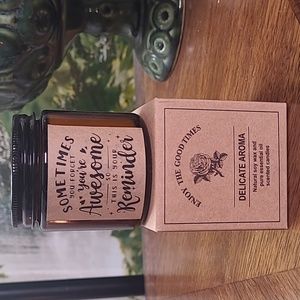 SOMETIMES
YOU FORGET
You're
Awesome
SO
THIS IS YOUR
Reminder
ENJOY THE GOOD TIMES
DELICATE AROMA
Natural soy wax and
pure essential oil
scented candles